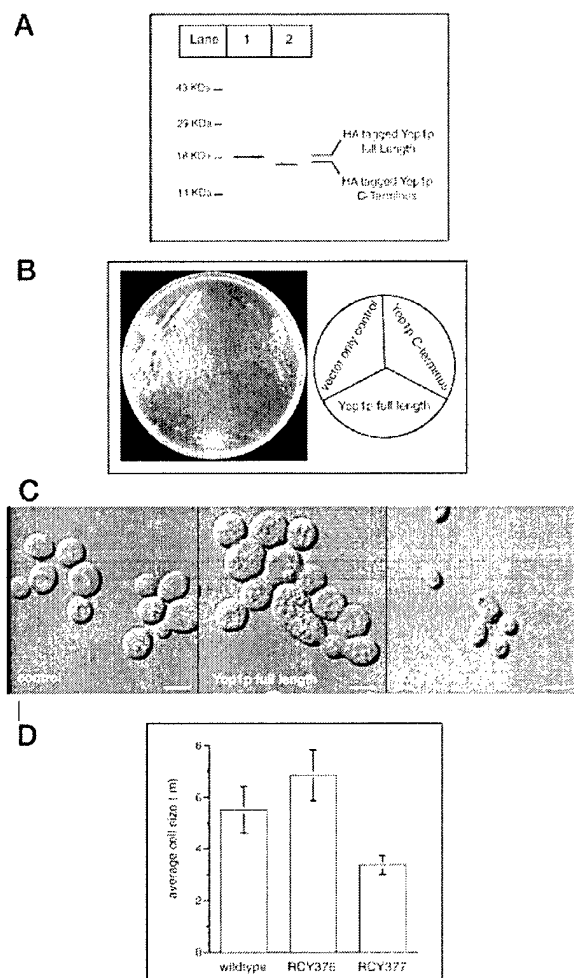 A
Lane 1 2
43 KDa
29 KDa
18 KDa
11 KDa
HA tagged Yop1p
full Length
HA tagged Yop1p
C-Terminus
B
vector only control
Yop1p C-terminus
Yop1p full length
C
control
Yop1p full length
D
average cell size ( m)
8
6
4
2
0
wildtype RCY376 RCY377